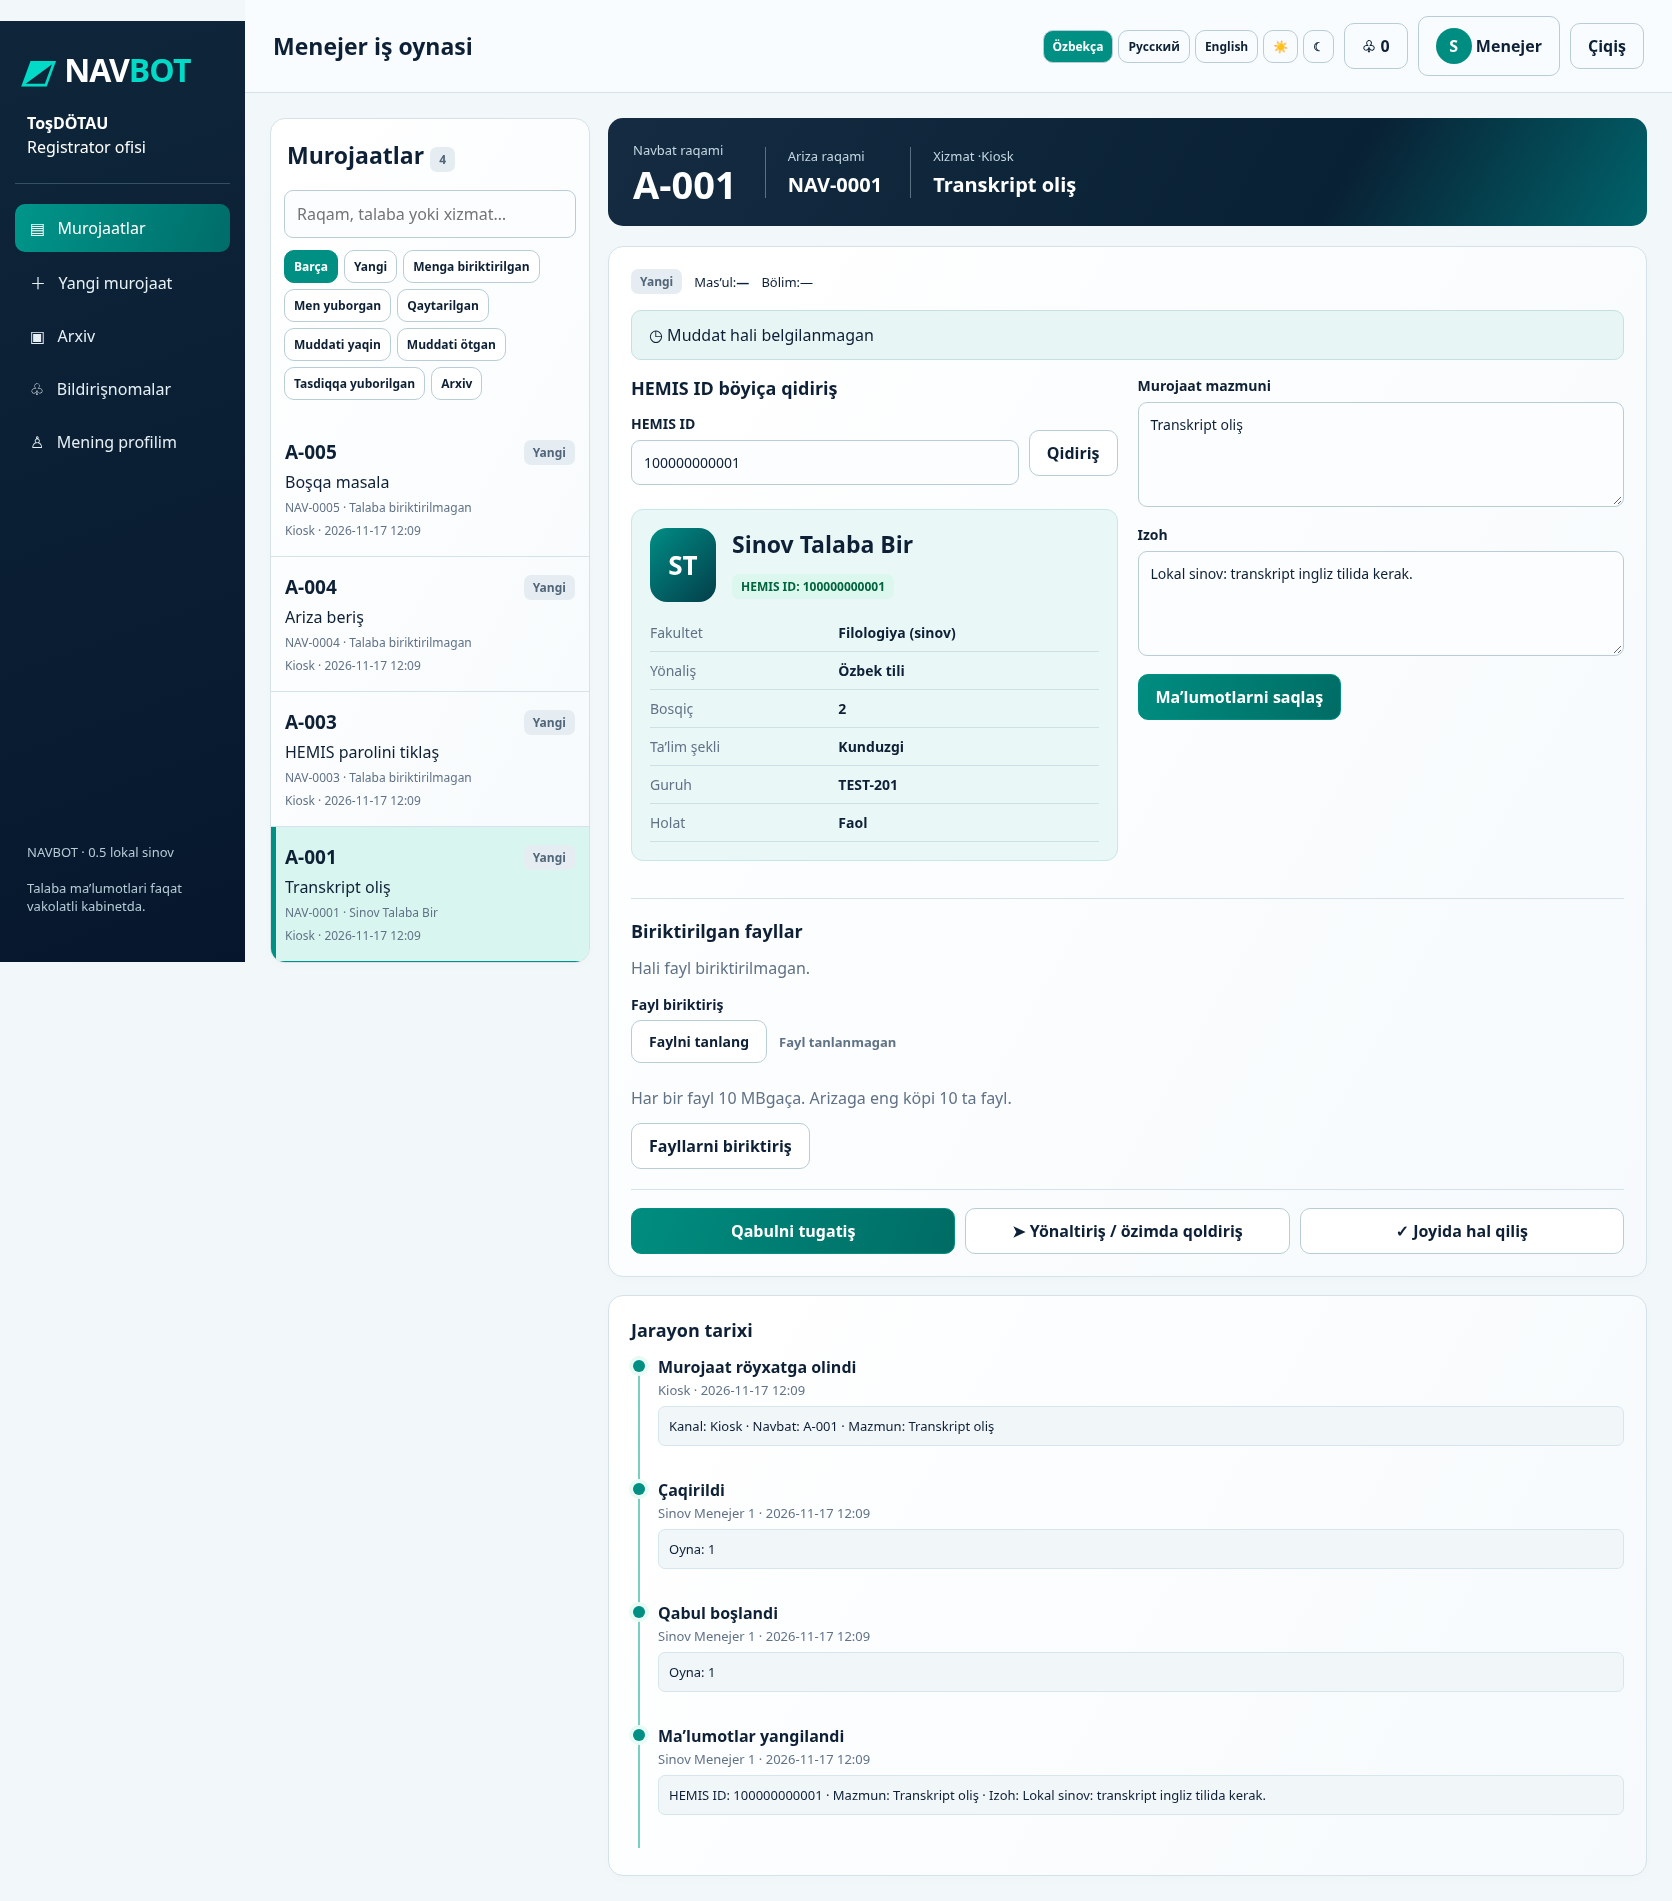 NAVBOT
ToşDÖTAU
Registrator ofisi
Murojaatlar
Yangi murojaat
Arxiv
Bildirişnomalar
Mening profilim
NAVBOT · 0.5 lokal sinov
Talaba ma’lumotlari faqat
vakolatli kabinetda.
Menejer iş oynasi
Özbekça
Русский
English
0
S Menejer
Çiqiş
Murojaatlar 4
Raqam, talaba yoki xizmat...
Barça Yangi Menga biriktirilgan
Men yuborgan Qaytarilgan
Muddati yaqin Muddati ötgan
Tasdiqqa yuborilgan Arxiv
A-005 Yangi
Boşqa masala
NAV-0005 · Talaba biriktirilmagan
Kiosk · 2026-11-17 12:09
A-004 Yangi
Ariza beriş
NAV-0004 · Talaba biriktirilmagan
Kiosk · 2026-11-17 12:09
A-003 Yangi
HEMIS parolini tiklaş
NAV-0003 · Talaba biriktirilmagan
Kiosk · 2026-11-17 12:09
A-001 Yangi
Transkript oliş
NAV-0001 · Sinov Talaba Bir
Kiosk · 2026-11-17 12:09
Navbat raqami
A-001
Ariza raqami
NAV-0001
Xizmat ·Kiosk
Transkript oliş
Yangi Mas’ul:— Bölim:—
Muddat hali belgilanmagan
HEMIS ID böyiça qidiriş
HEMIS ID
100000000001
Qidiriş
ST
Sinov Talaba Bir
HEMIS ID: 100000000001
Fakultet Filologiya (sinov)
Yönaliş Özbek tili
Bosqiç 2
Ta’lim şekli Kunduzgi
Guruh TEST-201
Holat Faol
Murojaat mazmuni
Transkript oliş
Izoh
Lokal sinov: transkript ingliz tilida kerak.
Ma’lumotlarni saqlaş
Biriktirilgan fayllar
Hali fayl biriktirilmagan.
Fayl biriktiriş
Faylni tanlang Fayl tanlanmagan
Har bir fayl 10 MBgaça. Arizaga eng köpi 10 ta fayl.
Fayllarni biriktiriş
Qabulni tugatiş
➤ Yönaltiriş / özimda qoldiriş
✓ Joyida hal qiliş
Jarayon tarixi
Murojaat röyxatga olindi
Kiosk · 2026-11-17 12:09
Kanal: Kiosk · Navbat: A-001 · Mazmun: Transkript oliş
Çaqirildi
Sinov Menejer 1 · 2026-11-17 12:09
Oyna: 1
Qabul boşlandi
Sinov Menejer 1 · 2026-11-17 12:09
Oyna: 1
Ma’lumotlar yangilandi
Sinov Menejer 1 · 2026-11-17 12:09
HEMIS ID: 100000000001 · Mazmun: Transkript oliş · Izoh: Lokal sinov: transkript ingliz tilida kerak.